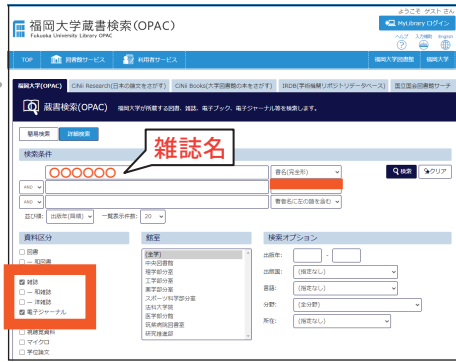 ようこそ ゲスト さん
福岡大学蔵書検索(OPAC)
Fukuoka University Library OPAC
MyLibrary ログイン
ヘルプ 入力補助 English
TOP 図書館サービス 利用者サービス 福岡大学図書館 福岡大学
福岡大学(OPAC) CiNii Research(日本の論文をさがす) CiNii Books(大学図書館の本をさがす) IRDB(学術機関リポジトリデータベース) 国立国会図書館サーチ
蔵書検索(OPAC) 福岡大学が所蔵する図書、雑誌、電子ブック、電子ジャーナル等を検索します。
簡易検索 詳細検索
雑誌名
検索条件
○○○○○○ 書名(完全形) 検索 クリア
AND
AND 著者名に左の語を含む
並び順: 出版年(降順) 一覧表示件数: 20
資料区分 館室 検索オプション
図書
- 和図書
雑誌
- 和雑誌
- 洋雑誌
電子ジャーナル
視聴覚資料
マイクロ
学位論文
(全学)
中央図書館
理学部分室
工学部分室
薬学部分室
スポーツ科学部分室
法科大学院
医学部分館
筑紫病院図書室
研究推進部
出版年: -
出版国: (指定なし)
言語: (指定なし)
分野: (全分野)
所在: (指定なし)